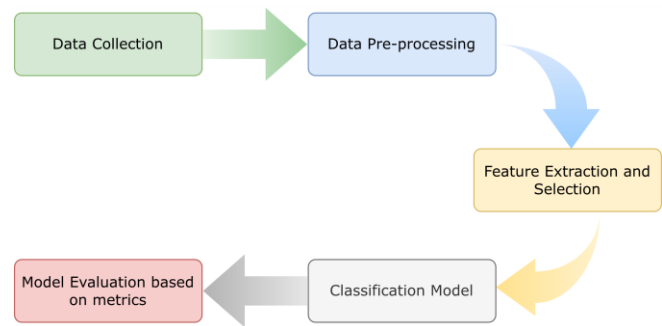 Data Collection
Data Pre-processing
Feature Extraction and
Selection
Classification Model
Model Evaluation based
on metrics